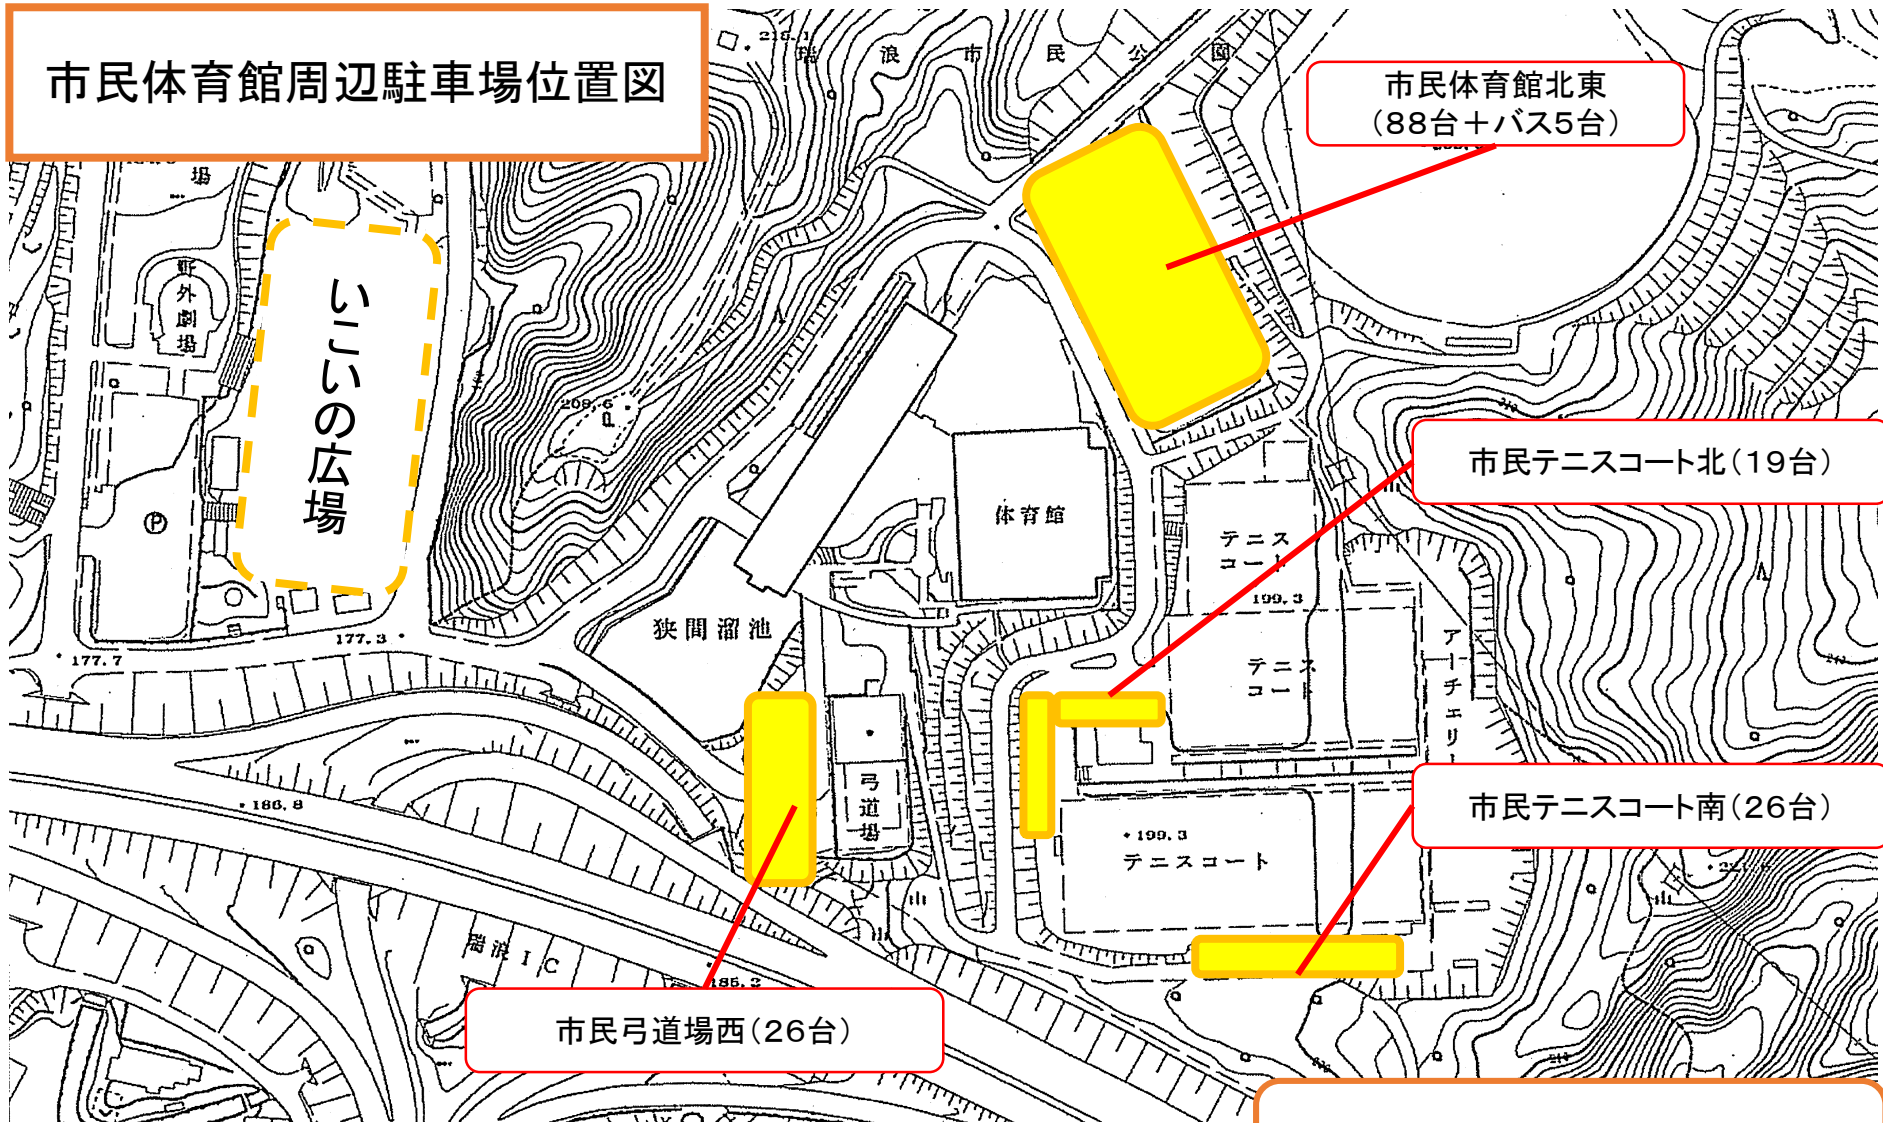 市民体育館周辺駐車場位置図
瑞浪市民公園
市民体育館北東
(88台+バス5台)
場
野外劇場
いこいの広場
209.6
市民テニスコート北(19台)
体育館
テニス
コート
199.3
狭間溜池
テニス
コート
アーチェリー
177.3
177.7
弓道場
186.8
市民テニスコート南(26台)
199.3
テニスコート
瑞浪IC
185.2
市民弓道場西(26台)